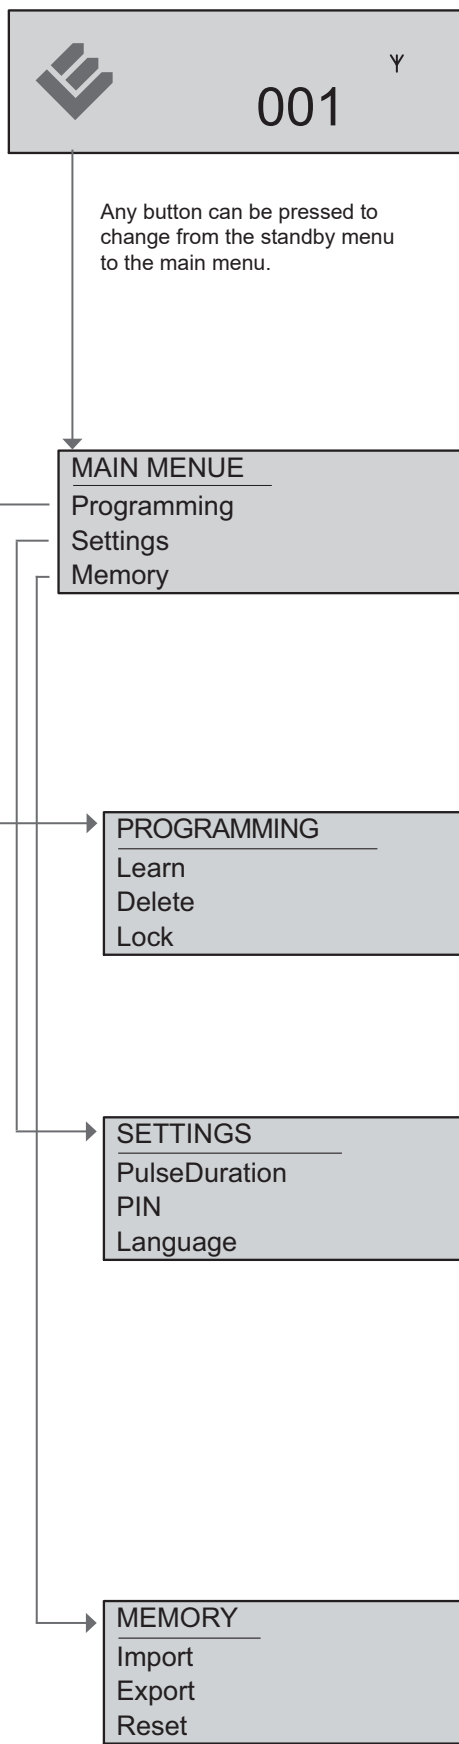 001
Any button can be pressed to
change from the standby menu
to the main menu.
MAIN MENUE
Programming
Settings
Memory
PROGRAMMING
Learn
Delete
Lock
SETTINGS
PulseDuration
PIN
Language
MEMORY
Import
Export
Reset